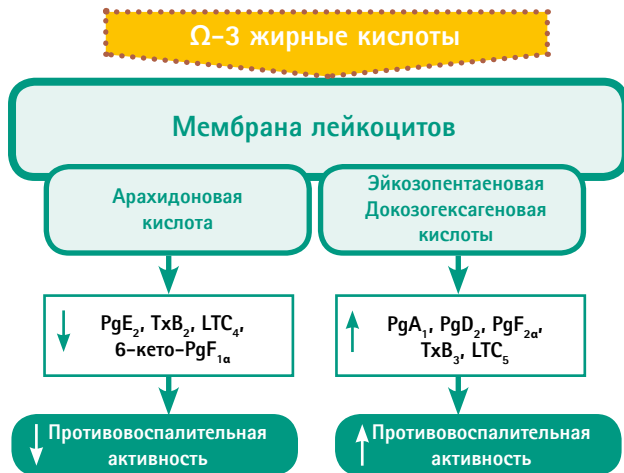 Ω-3 жирные кислоты
Мембрана лейкоцитов
Арахидоновая
кислота
Эйкозопентаеновая
Докозогексагеновая
кислоты
↓ PgE₂, TxB₂, LTC₄,
6-кето-PgF₁α
↑ PgA₁, PgD₂, PgF₂α,
TxB₃, LTC₅
↓ Противовоспалительная
активность
↑ Противовоспалительная
активность